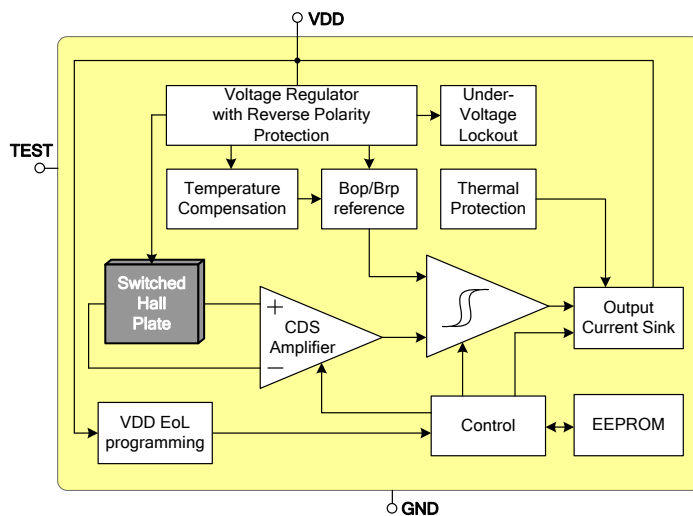 VDD
Voltage Regulator
with Reverse Polarity
Protection
Under-
Voltage
Lockout
TEST
Temperature
Compensation
Bop/Brp
reference
Thermal
Protection
Switched
Hall
Plate
+
−
CDS
Amplifier
Output
Current Sink
VDD EoL
programming
Control
EEPROM
GND